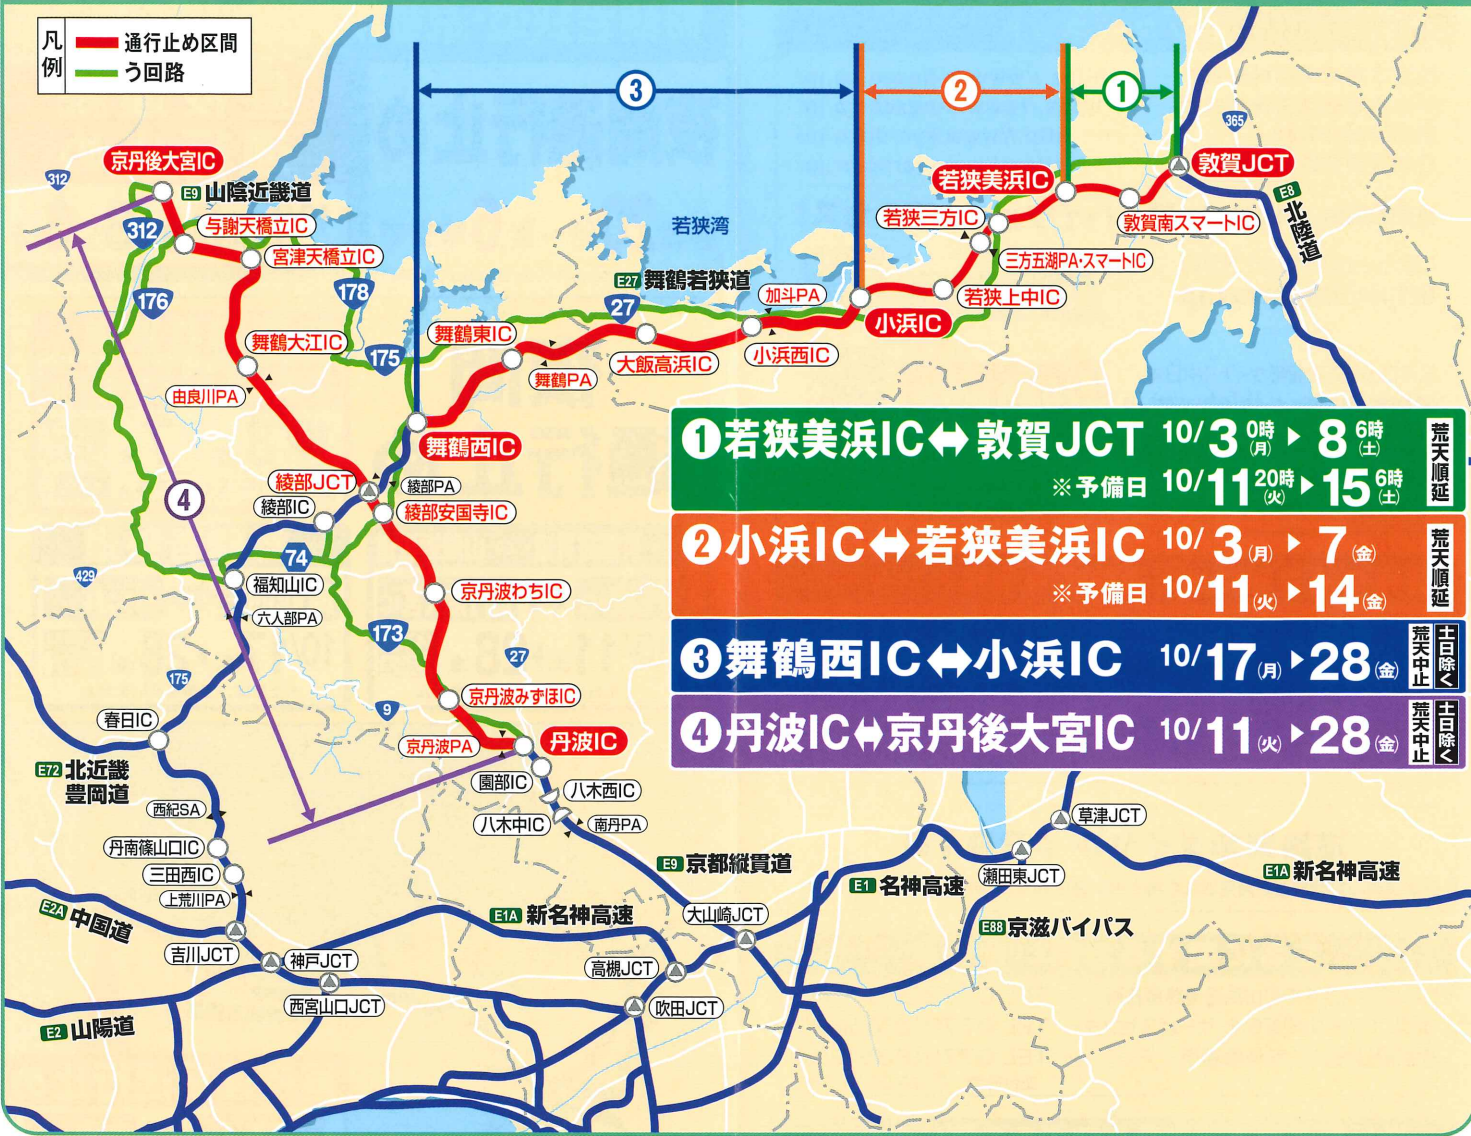 凡例
通行止め区間
う回路
③
②
①
365
312
京丹後大宮IC
E9 山陰近畿道
敦賀JCT
若狭美浜IC
E8 北陸道
312
与謝天橋立IC
若狭湾
若狭三方IC
敦賀南スマートIC
宮津天橋立IC
三方五湖PA・スマートIC
E27 舞鶴若狭道
176
178
27
加斗PA
若狭上中IC
小浜IC
舞鶴大江IC
175
舞鶴東IC
大飯高浜IC
小浜西IC
由良川PA
舞鶴PA
舞鶴西IC
綾部JCT
綾部PA
④
綾部IC
綾部安国寺IC
74
429
福知山IC
京丹波わちIC
六人部PA
173
27
175
京丹波みずほIC
9
春日IC
京丹波PA
丹波IC
E72 北近畿
豊岡道
園部IC
八木西IC
西紀SA
八木中IC
南丹PA
丹南篠山口IC
三田西IC
上荒川PA
E9 京都縦貫道
草津JCT
瀬田東JCT
E1 名神高速
E1A 新名神高速
E2A 中国道
E1A 新名神高速
大山崎JCT
E88 京滋バイパス
吉川JCT
神戸JCT
高槻JCT
西宮山口JCT
吹田JCT
E2 山陽道
❶若狭美浜IC⬌敦賀JCT 10/3 0時(月)▶8 6時(土) 荒天順延
※予備日 10/11 20時(火)▶15 6時(土)
❷小浜IC⬌若狭美浜IC 10/3(月)▶7(金) 荒天順延
※予備日 10/11(火)▶14(金)
❸舞鶴西IC⬌小浜IC 10/17(月)▶28(金) 荒天中止 土日除く
❹丹波IC⬌京丹後大宮IC 10/11(火)▶28(金) 荒天中止 土日除く